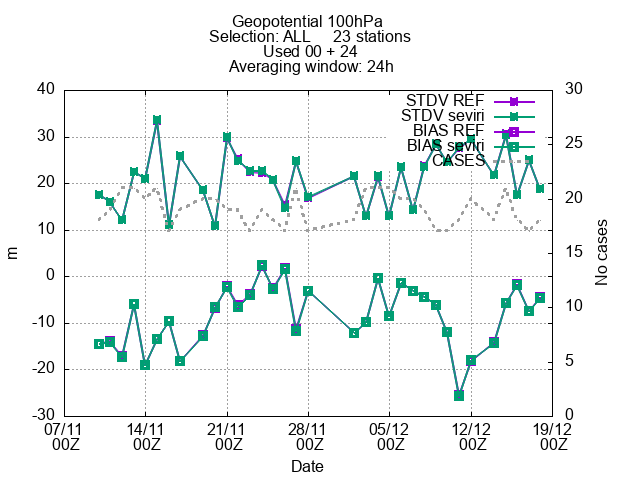 Geopotential 100hPa
Selection: ALL 23 stations
Used 00 + 24
Averaging window: 24h
STDV REF
STDV seviri
BIAS REF
BIAS seviri
CASES
40
30
20
10
0
-10
-20
-30
m
30
25
20
15
10
5
0
No cases
07/11 14/11 21/11 28/11 05/12 12/12 19/12
00Z 00Z 00Z 00Z 00Z 00Z 00Z
Date